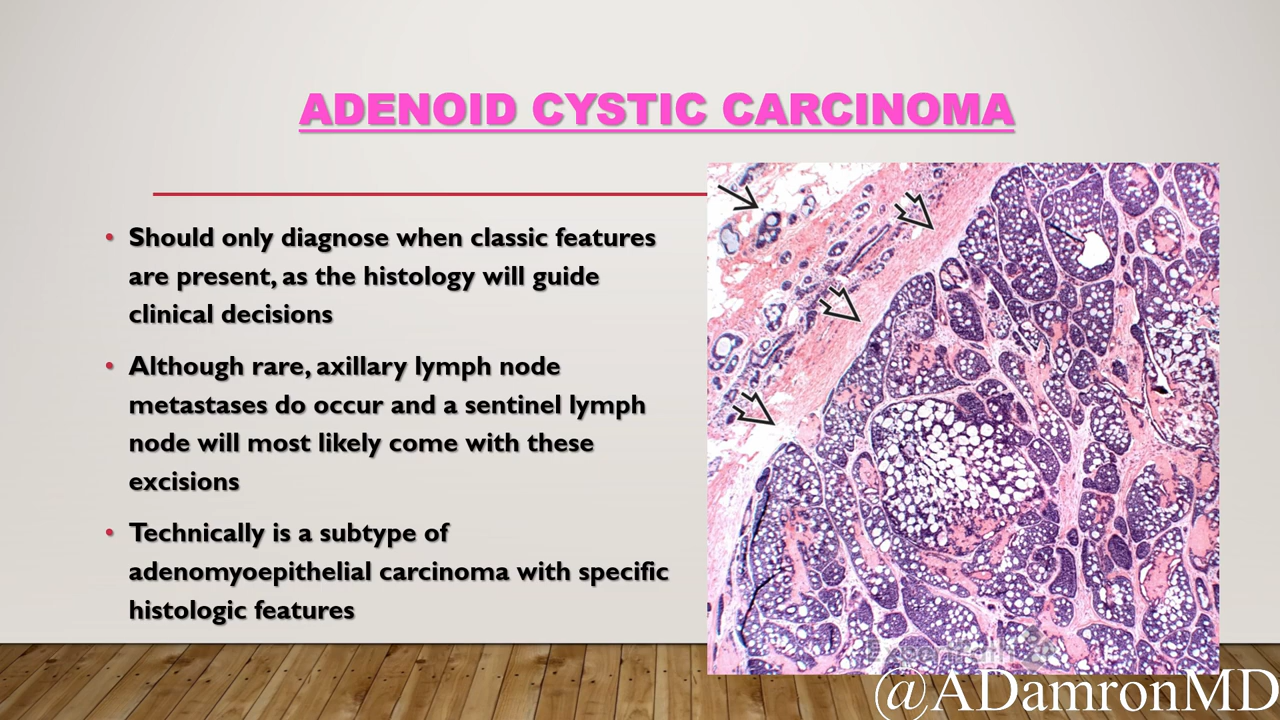 ADENOID CYSTIC CARCINOMA
• Should only diagnose when classic features
are present, as the histology will guide
clinical decisions
• Although rare, axillary lymph node
metastases do occur and a sentinel lymph
node will most likely come with these
excisions
• Technically is a subtype of
adenomyoepithelial carcinoma with specific
histologic features
@ADamronMD